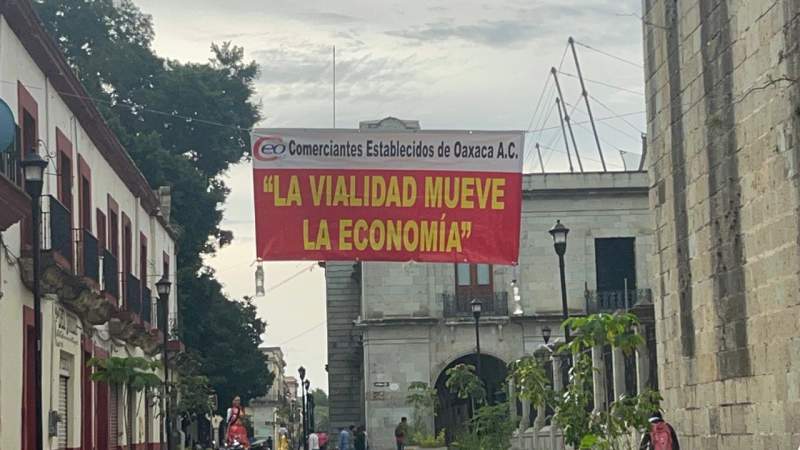 CEO Comerciantes Establecidos de Oaxaca A.C.
“LA VIALIDAD MUEVE
LA ECONOMÍA”